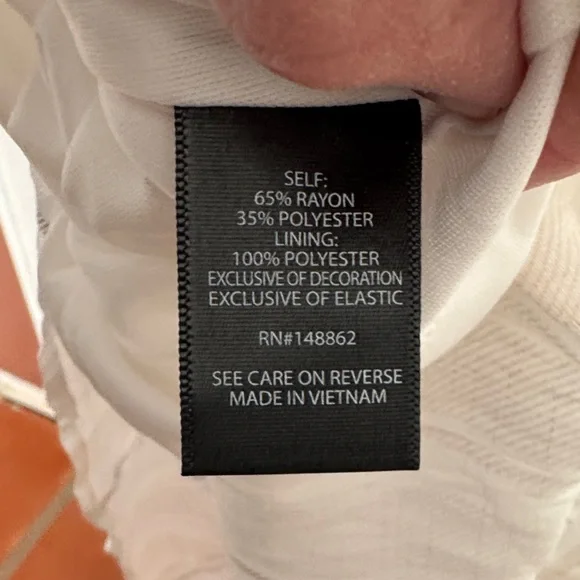 SELF:
65% RAYON
35% POLYESTER
LINING:
100% POLYESTER
EXCLUSIVE OF DECORATION
EXCLUSIVE OF ELASTIC
RN#148862
SEE CARE ON REVERSE
MADE IN VIETNAM